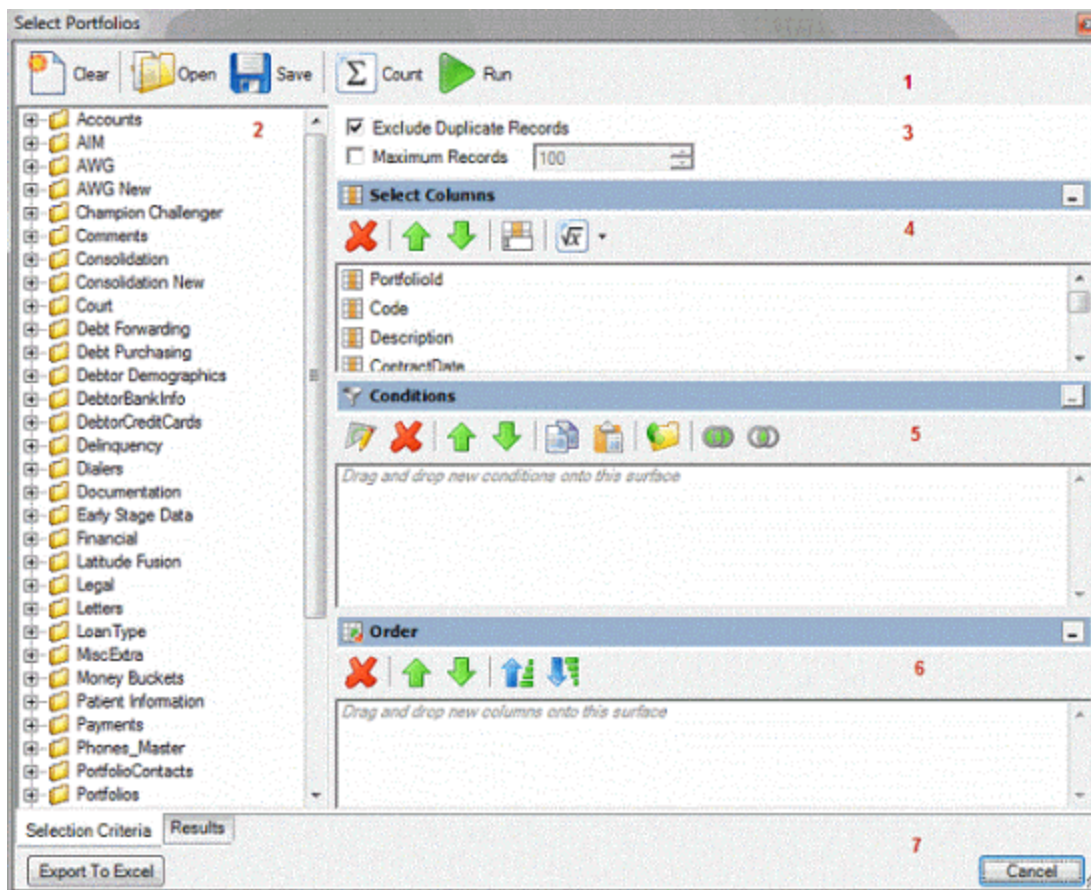 Select Portfolios
Clear Open Save Count Run 1
2
Accounts
AIM
AWG
AWG New
Champion Challenger
Comments
Consolidation
Consolidation New
Court
Debt Forwarding
Debt Purchasing
Debtor Demographics
DebtorBankInfo
DebtorCreditCards
Delinquency
Dialers
Documentation
Early Stage Data
Financial
Latitude Fusion
Legal
Letters
LoanType
MiscExtra
Money Buckets
Patient Information
Payments
Phones_Master
PortfolioContacts
Portfolios
Exclude Duplicate Records 3
Maximum Records 100
Select Columns
4
PortfolioId
Code
Description
ContractDate
Conditions
5
Drag and drop new conditions onto this surface
Order
6
Drag and drop new columns onto this surface
Selection Criteria Results
7
Export To Excel Cancel